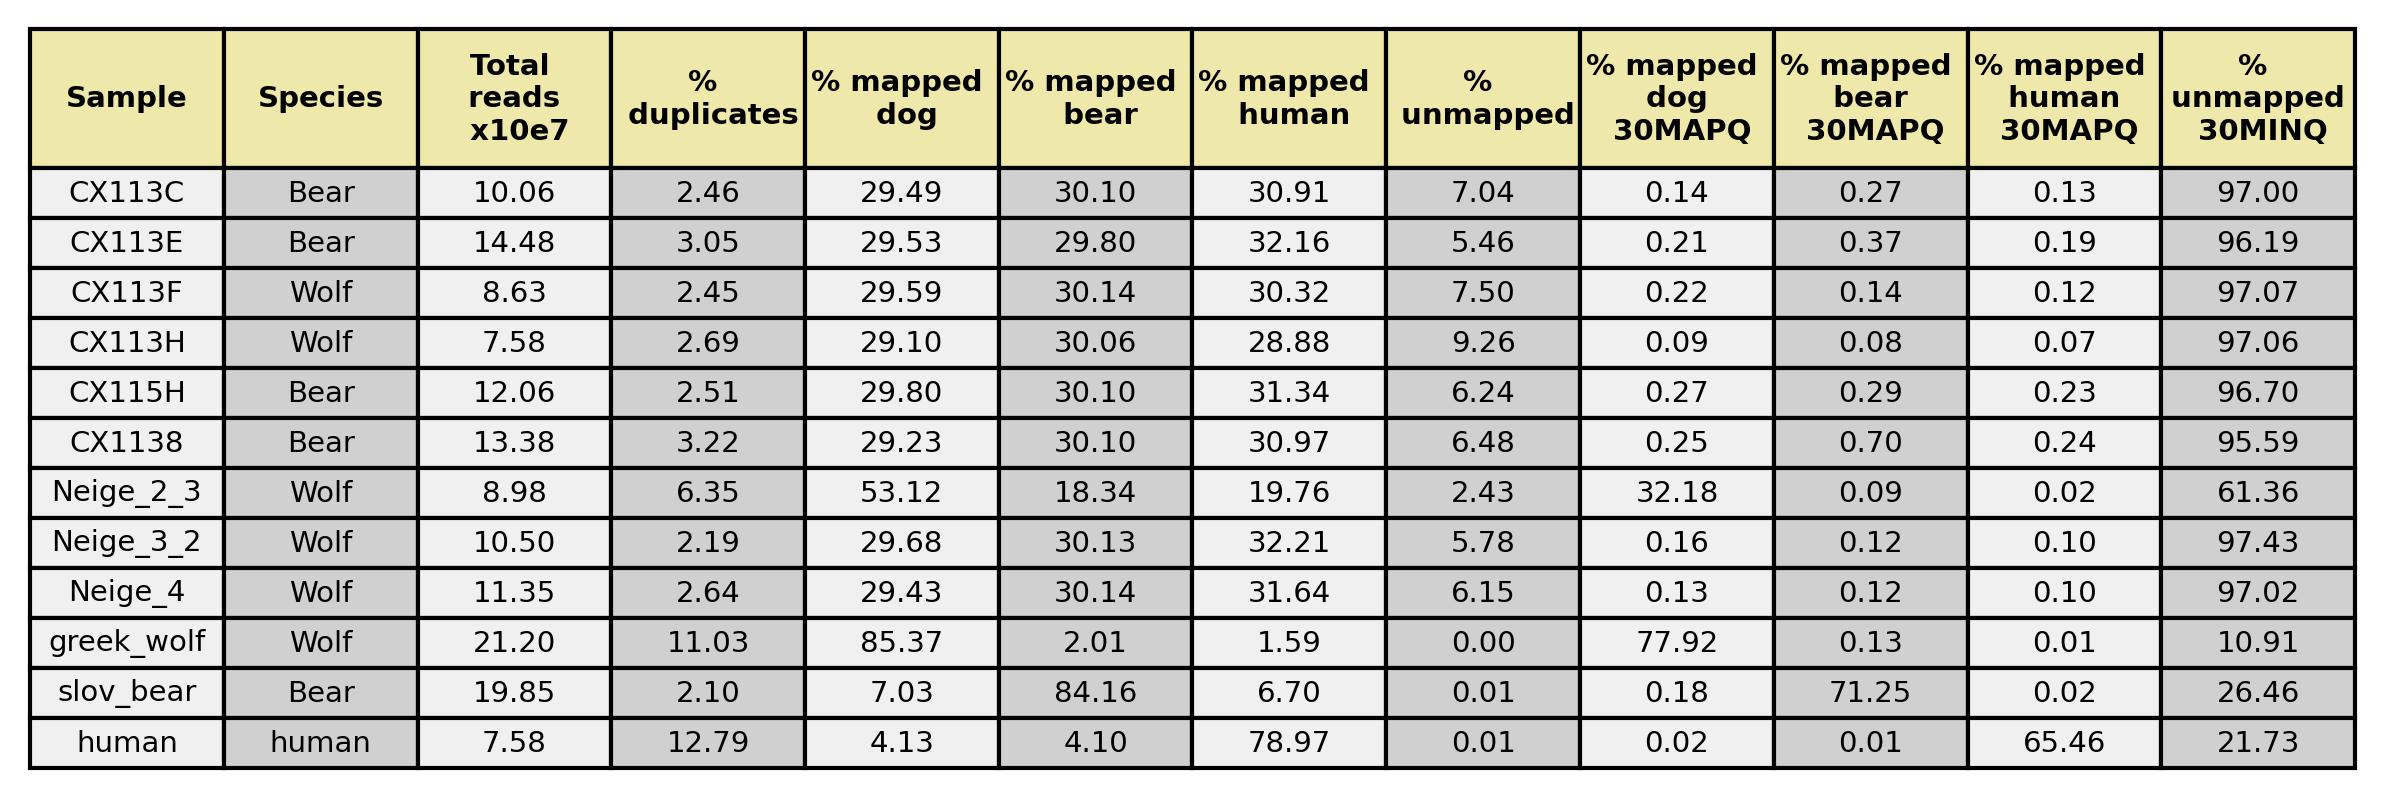 Sample Species Total reads x10e7 % duplicates % mapped dog % mapped bear % mapped human % unmapped % mapped dog 30MAPQ % mapped bear 30MAPQ % mapped human 30MAPQ % unmapped 30MINQ
CX113C Bear 10.06 2.46 29.49 30.10 30.91 7.04 0.14 0.27 0.13 97.00
CX113E Bear 14.48 3.05 29.53 29.80 32.16 5.46 0.21 0.37 0.19 96.19
CX113F Wolf 8.63 2.45 29.59 30.14 30.32 7.50 0.22 0.14 0.12 97.07
CX113H Wolf 7.58 2.69 29.10 30.06 28.88 9.26 0.09 0.08 0.07 97.06
CX115H Bear 12.06 2.51 29.80 30.10 31.34 6.24 0.27 0.29 0.23 96.70
CX1138 Bear 13.38 3.22 29.23 30.10 30.97 6.48 0.25 0.70 0.24 95.59
Neige_2_3 Wolf 8.98 6.35 53.12 18.34 19.76 2.43 32.18 0.09 0.02 61.36
Neige_3_2 Wolf 10.50 2.19 29.68 30.13 32.21 5.78 0.16 0.12 0.10 97.43
Neige_4 Wolf 11.35 2.64 29.43 30.14 31.64 6.15 0.13 0.12 0.10 97.02
greek_wolf Wolf 21.20 11.03 85.37 2.01 1.59 0.00 77.92 0.13 0.01 10.91
slov_bear Bear 19.85 2.10 7.03 84.16 6.70 0.01 0.18 71.25 0.02 26.46
human human 7.58 12.79 4.13 4.10 78.97 0.01 0.02 0.01 65.46 21.73